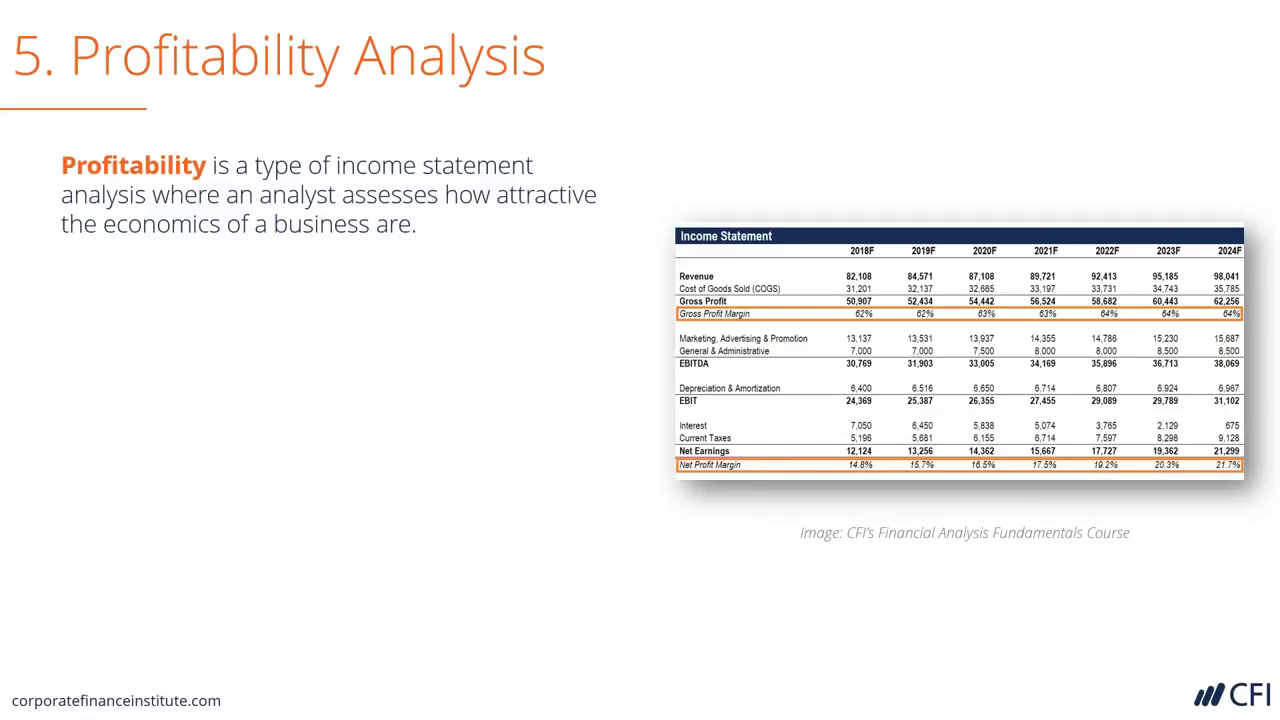 5. Profitability Analysis
Profitability is a type of income statement
analysis where an analyst assesses how attractive
the economics of a business are.
Income Statement
2018F 2019F 2020F 2021F 2022F 2023F 2024F
Revenue 82,108 84,571 87,108 89,721 92,413 95,185 98,041
Cost of Goods Sold (COGS) 31,201 32,137 32,665 33,197 33,731 34,743 35,785
Gross Profit 50,907 52,434 54,442 56,524 58,682 60,443 62,256
Gross Profit Margin 62% 62% 63% 63% 64% 64% 64%
Marketing, Advertising & Promotion 13,137 13,531 13,937 14,355 14,786 15,230 15,687
General & Administrative 7,000 7,000 7,500 8,000 8,000 8,500 8,500
EBITDA 30,769 31,903 33,005 34,169 35,896 36,713 38,069
Depreciation & Amortization 6,400 6,516 6,650 6,714 6,807 6,924 6,967
EBIT 24,369 25,387 26,355 27,455 29,089 29,789 31,102
Interest 7,050 6,450 5,838 5,074 3,765 2,129 675
Current Taxes 5,196 5,681 6,155 6,714 7,597 8,298 9,128
Net Earnings 12,124 13,256 14,362 15,667 17,727 19,362 21,299
Net Profit Margin 14.8% 15.7% 16.5% 17.5% 19.2% 20.3% 21.7%
Image: CFI's Financial Analysis Fundamentals Course
corporatefinanceinstitute.com
CFI